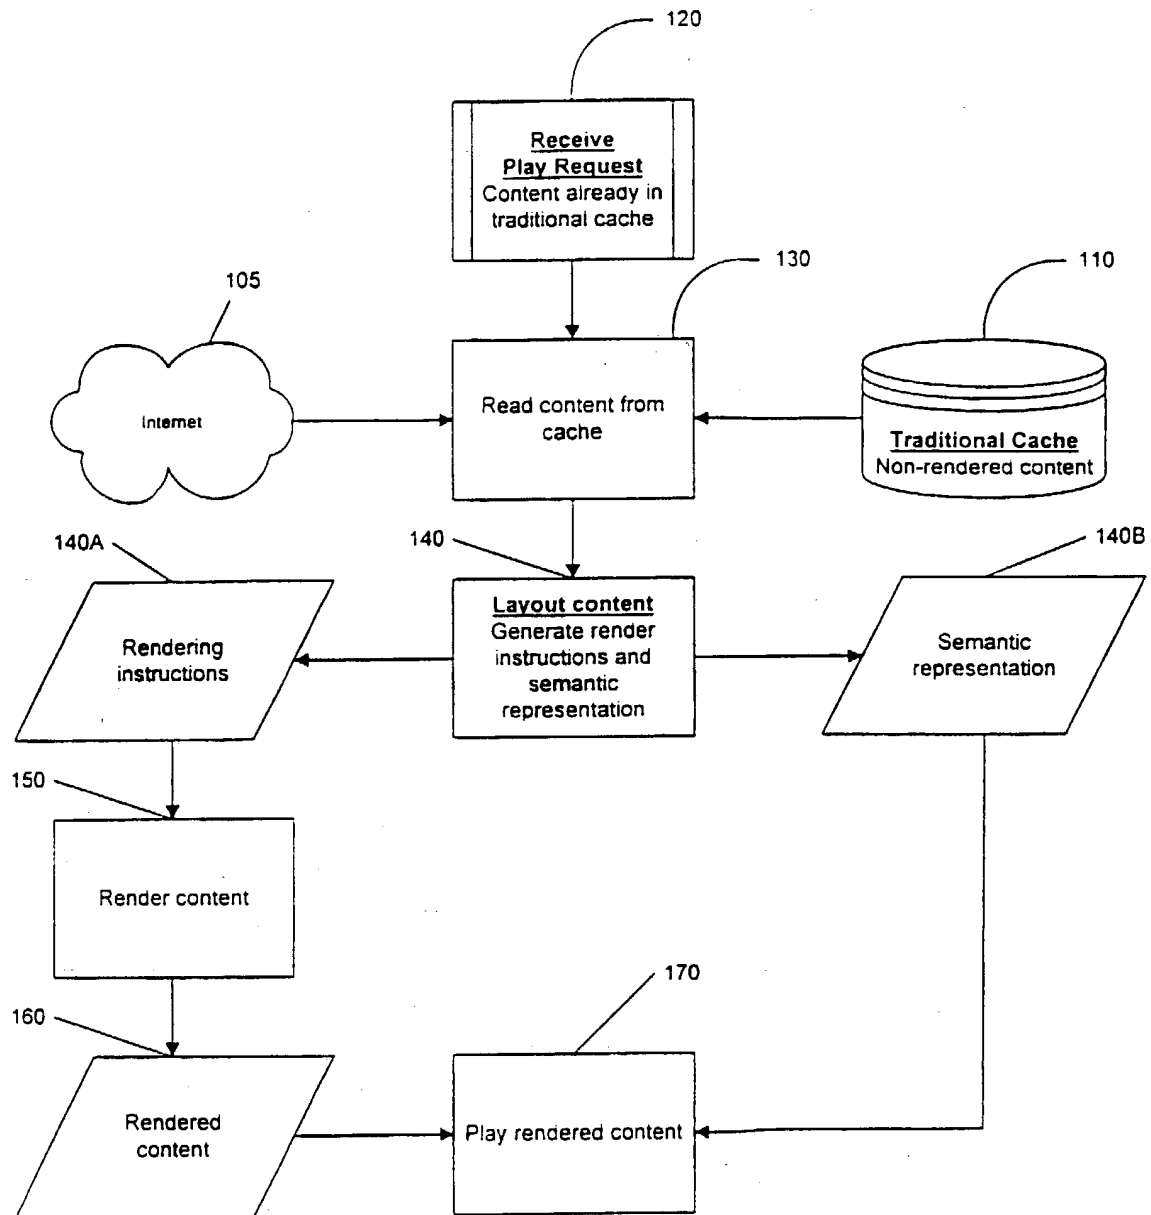 120
Receive
Play Request
Content already in
traditional cache
130
110
105
Internet
Read content from
cache
Traditional Cache
Non-rendered content
140A
140
140B
Rendering
instructions
Layout content
Generate render
instructions and
semantic
representation
Semantic
representation
150
Render content
160
170
Rendered
content
Play rendered content